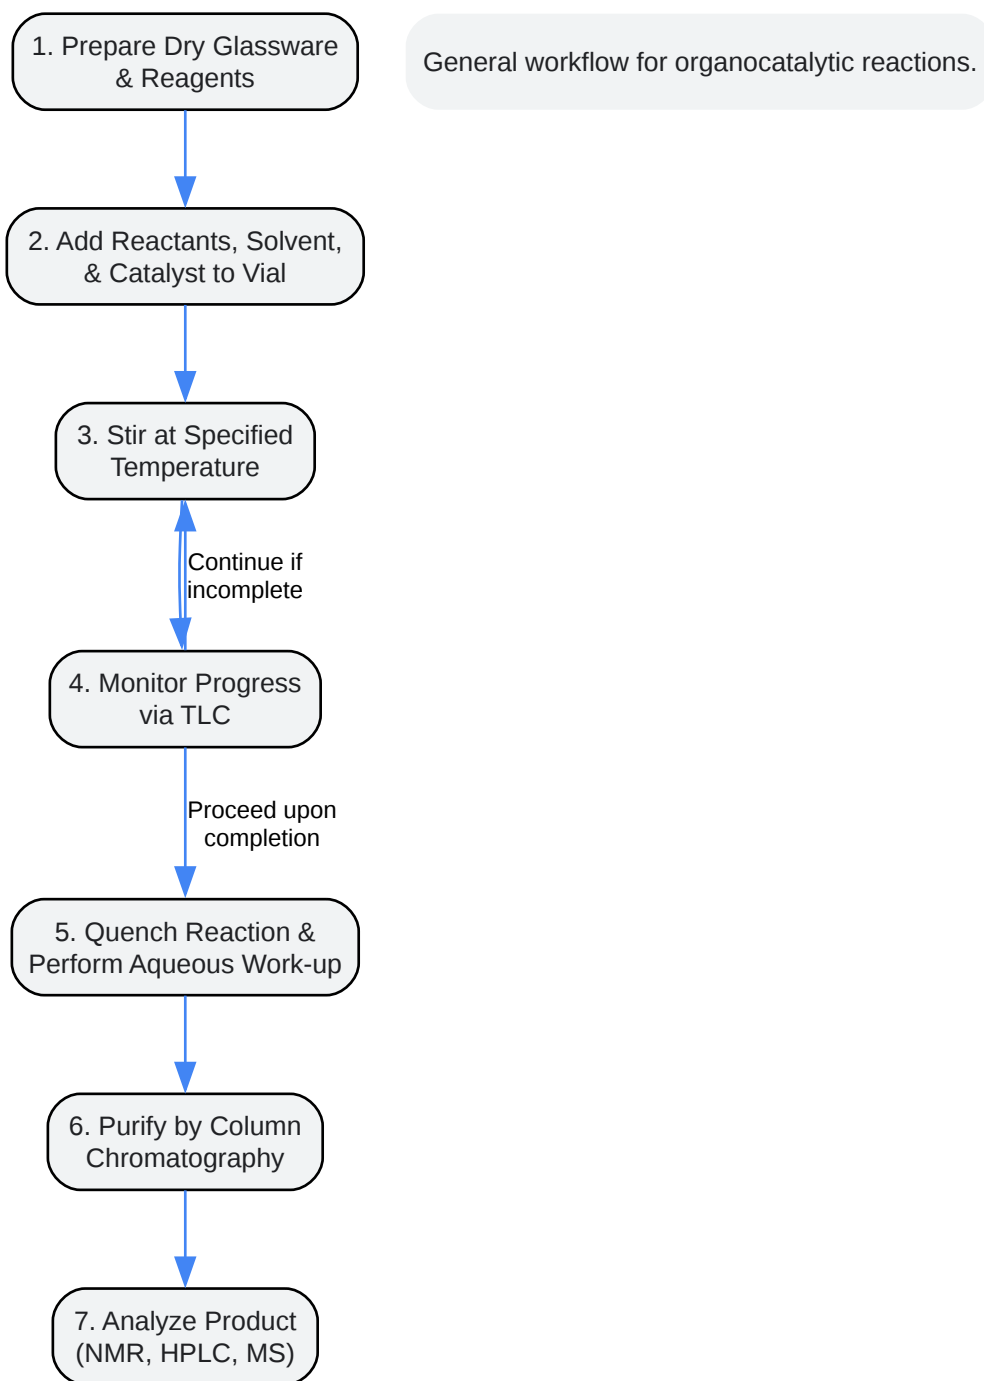 1. Prepare Dry Glassware
& Reagents
General workflow for organocatalytic reactions.
2. Add Reactants, Solvent,
& Catalyst to Vial
3. Stir at Specified
Temperature
Continue if
incomplete
4. Monitor Progress
via TLC
Proceed upon
completion
5. Quench Reaction &
Perform Aqueous Work-up
6. Purify by Column
Chromatography
7. Analyze Product
(NMR, HPLC, MS)